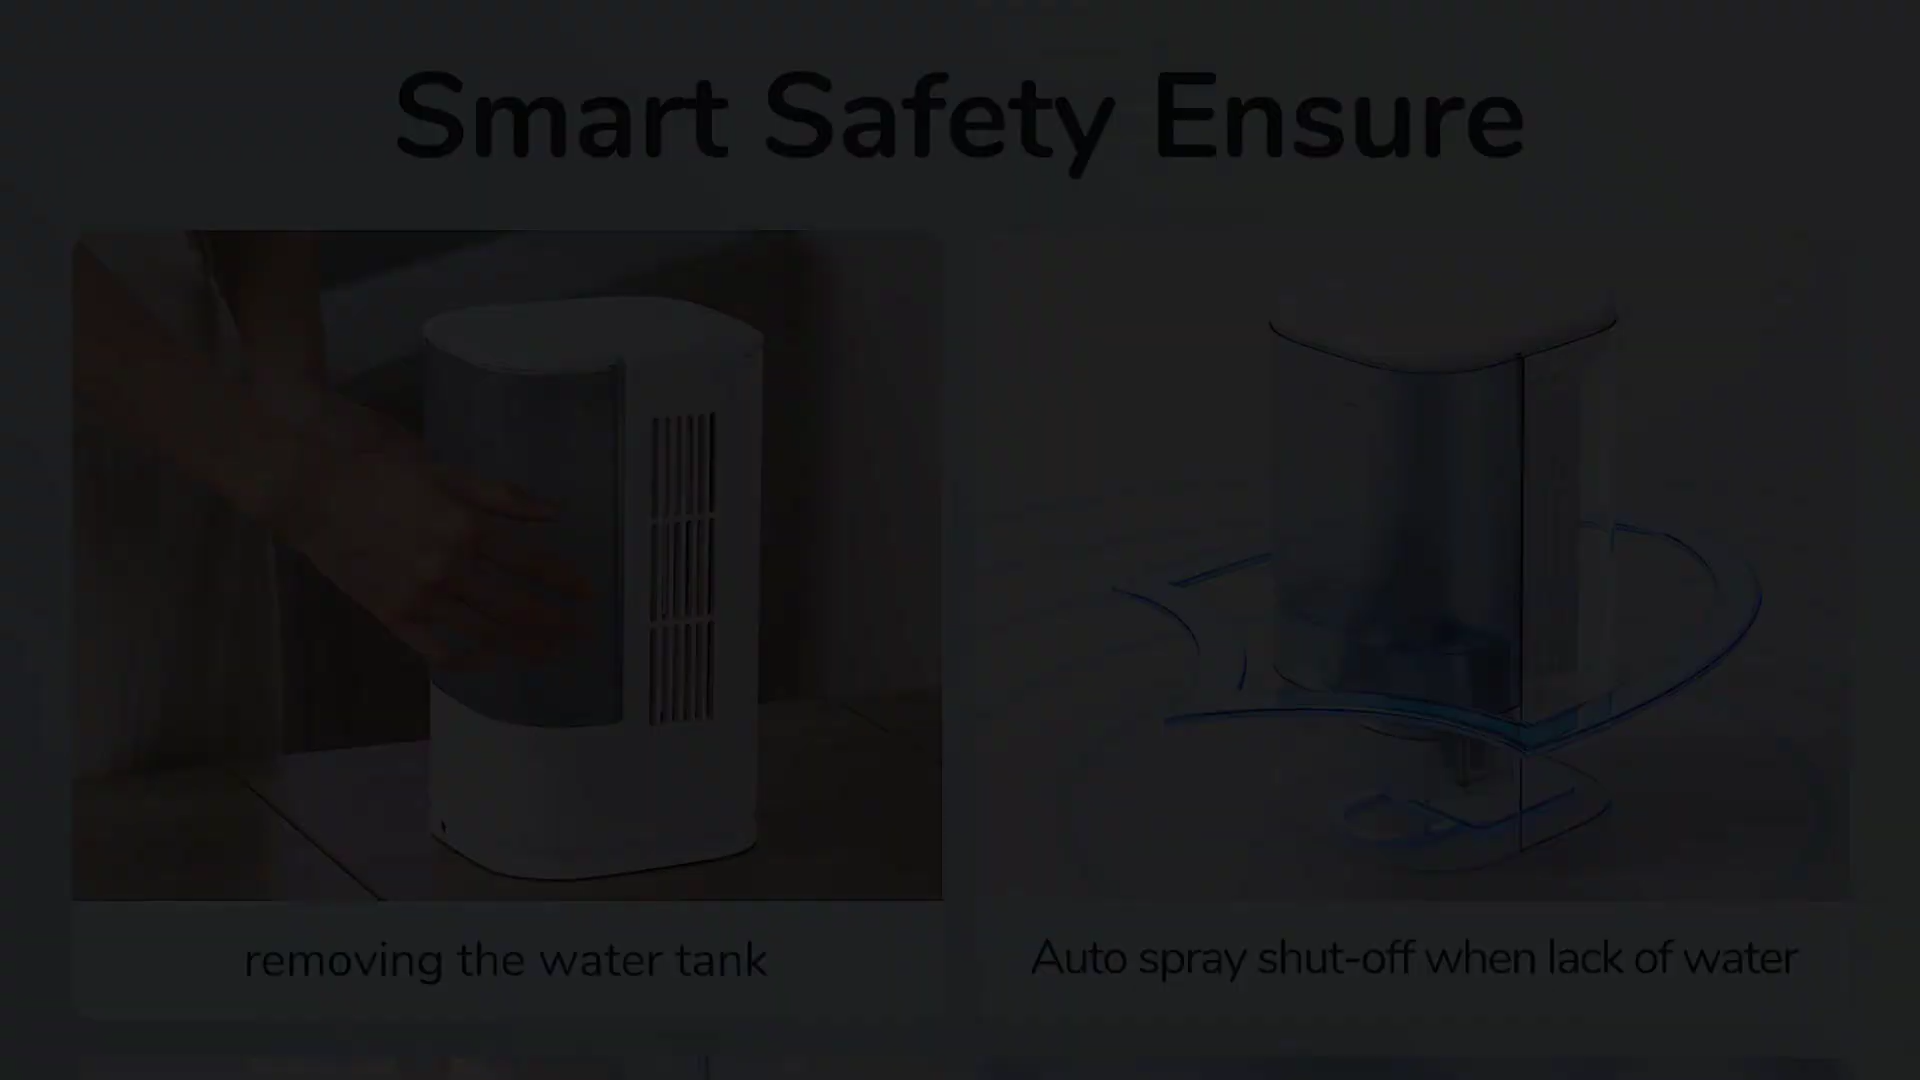 Smart Safety Ensure
removing the water tank
Auto spray shut-off when lack of water